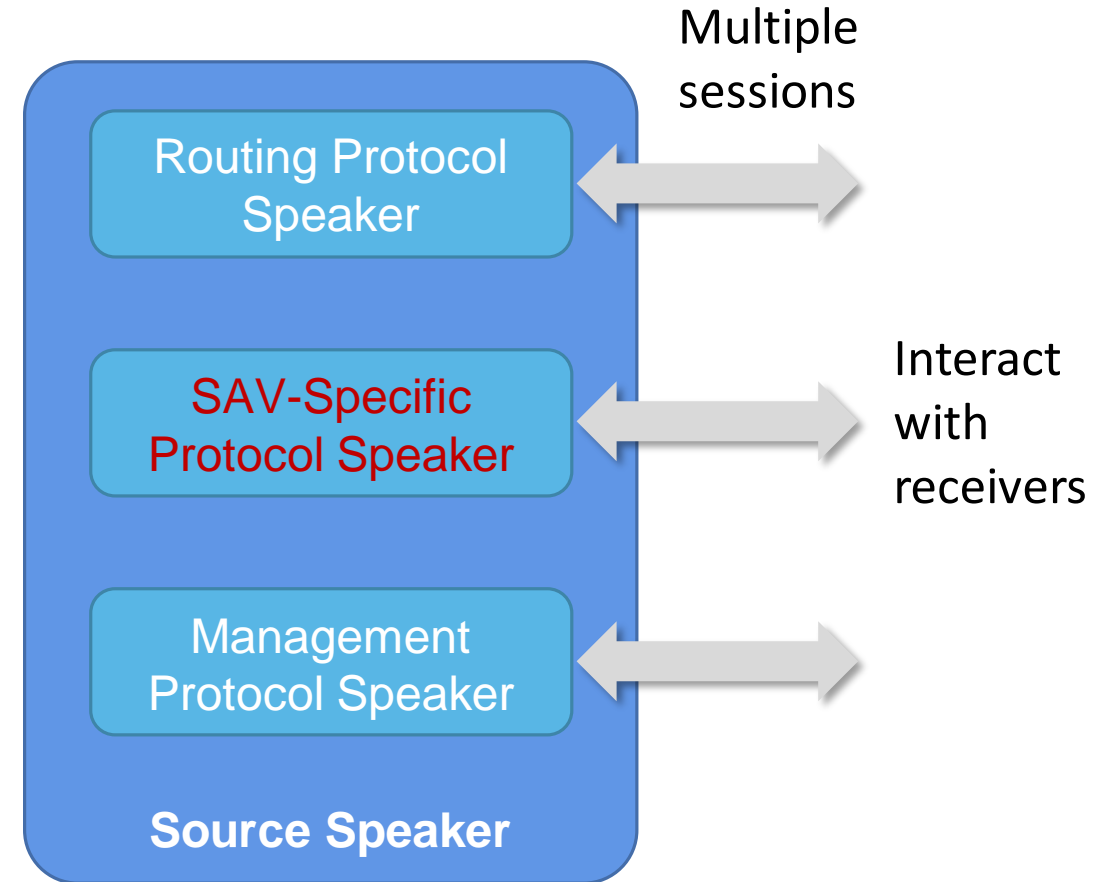 Multiple
sessions
Routing Protocol
Speaker
SAV-Specific
Protocol Speaker
Interact
with
receivers
Management
Protocol Speaker
Source Speaker